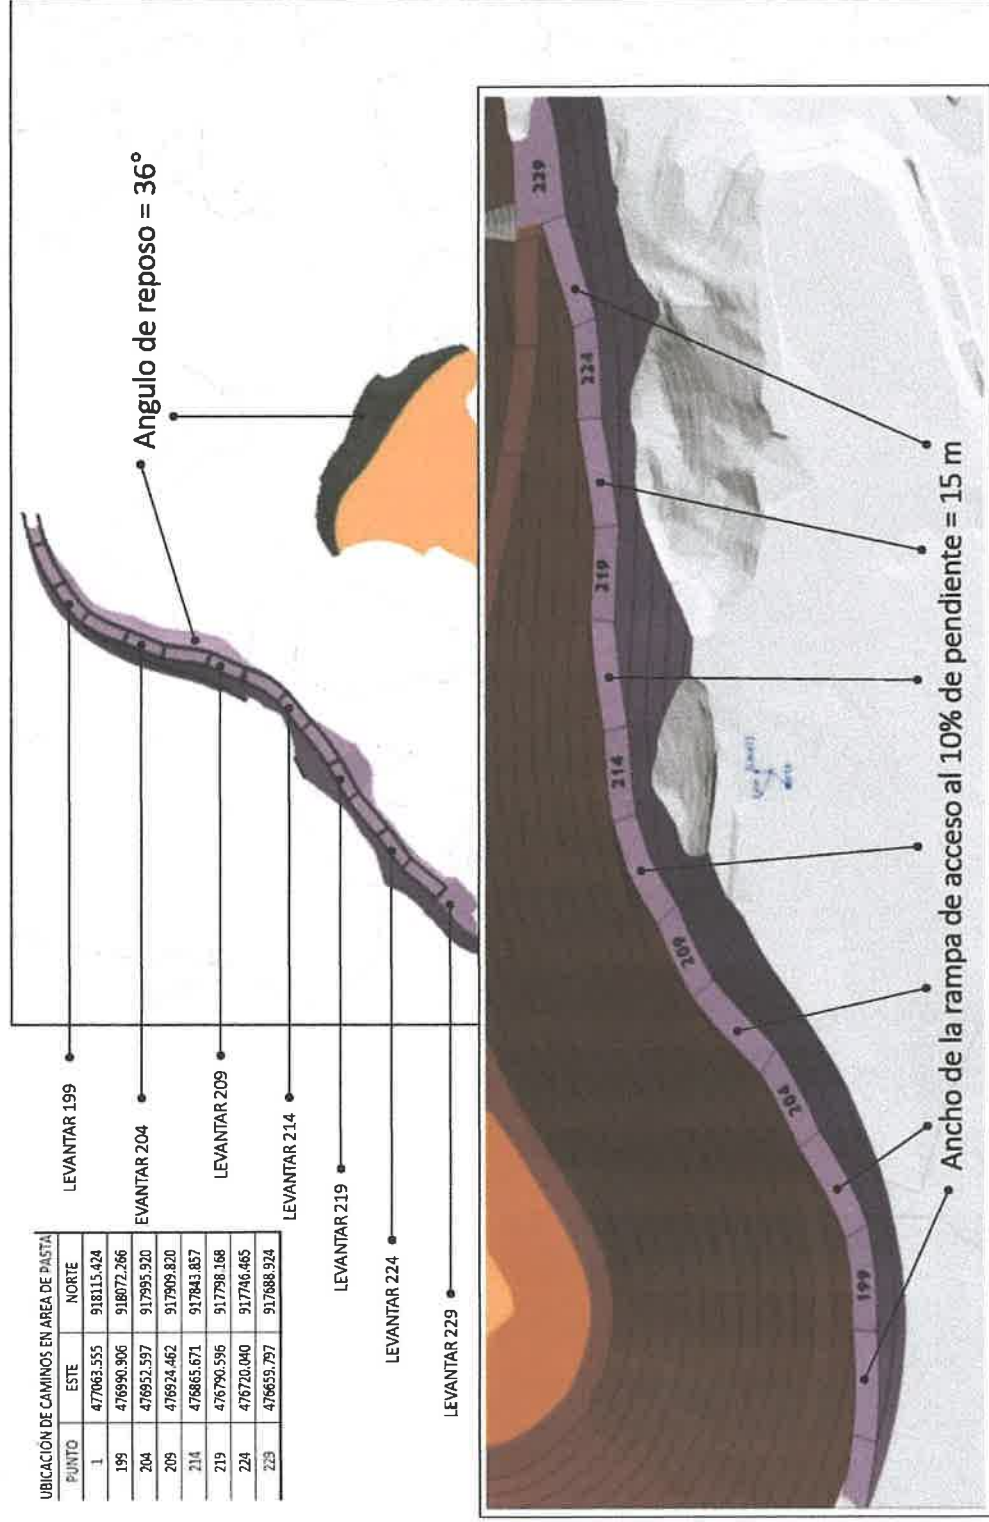 UBICACIÓN DE CAMINOS EN AREA DE PASTA
PUNTO ESTE NORTE
1 477063.555 918115.424
199 476990.906 918072.266
204 476952.597 917995.920
209 476924.462 917909.820
214 476865.671 917843.857
219 476790.596 917798.168
224 476720.040 917746.465
229 476659.797 917688.924
LEVANTAR 199
EVANTAR 204
LEVANTAR 209
LEVANTAR 214
LEVANTAR 219
LEVANTAR 224
LEVANTAR 229
Angulo de reposo = 36°
199
204
209
214
219
224
229
Ancho de la rampa de acceso al 10% de pendiente = 15 m